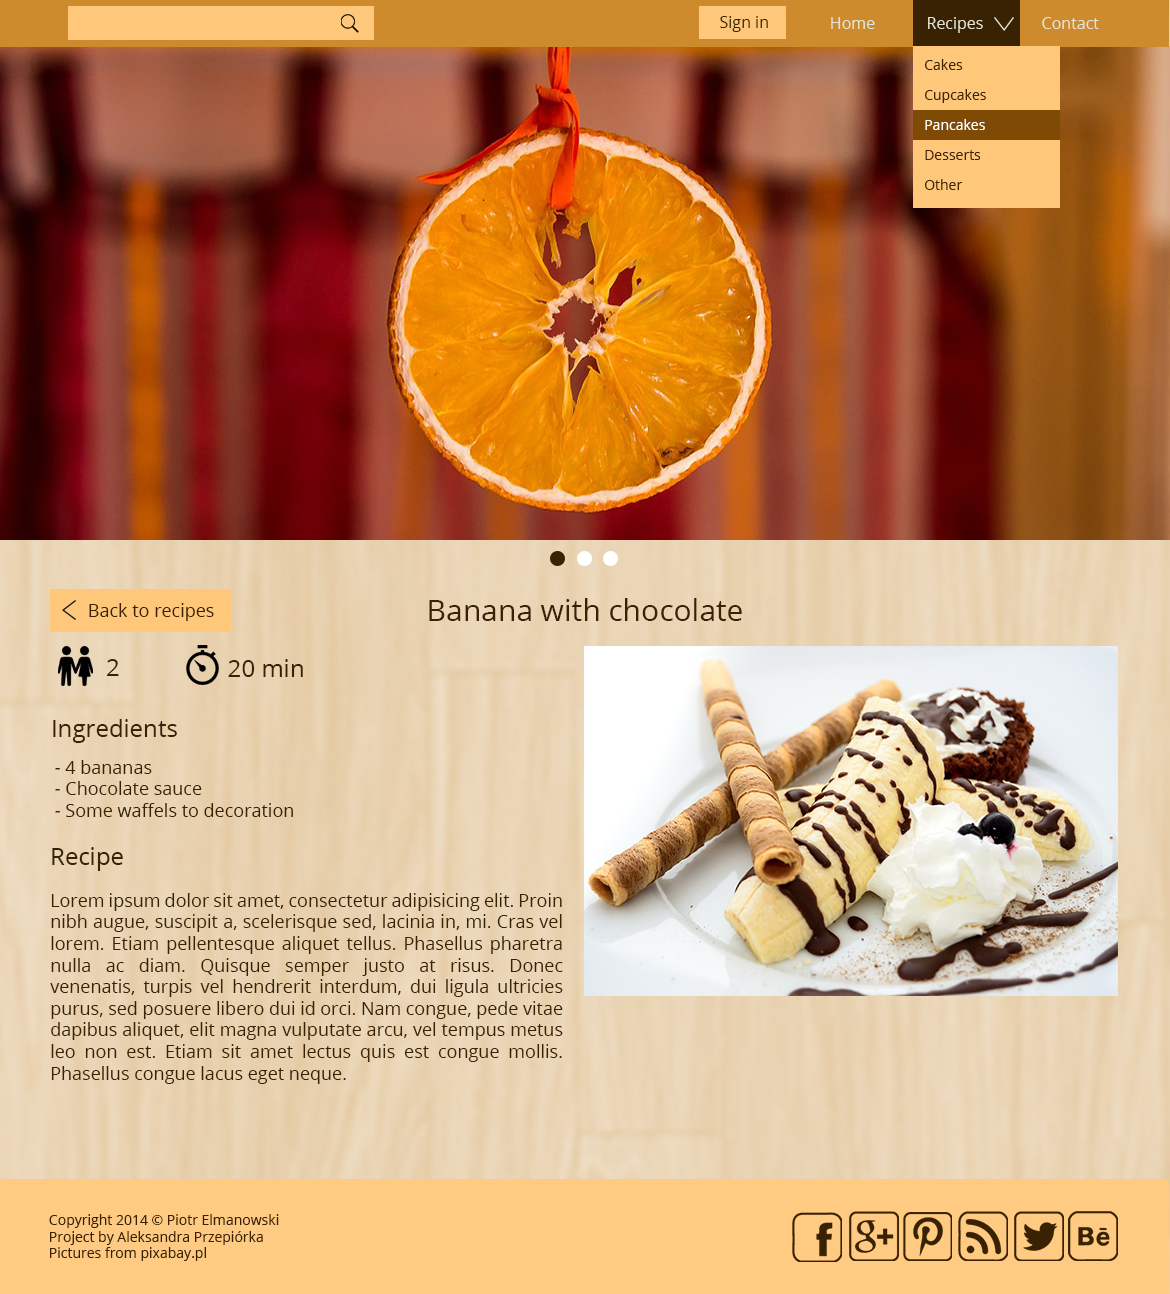 Sign in
Home
Recipes
Contact
Cakes
Cupcakes
Pancakes
Desserts
Other
Back to recipes
Banana with chocolate
2
20 min
Ingredients
- 4 bananas
- Chocolate sauce
- Some waffels to decoration
Recipe
Lorem ipsum dolor sit amet, consectetur adipisicing elit. Proin
nibh augue, suscipit a, scelerisque sed, lacinia in, mi. Cras vel
lorem. Etiam pellentesque aliquet tellus. Phasellus pharetra
nulla ac diam. Quisque semper justo at risus. Donec
venenatis, turpis vel hendrerit interdum, dui ligula ultricies
purus, sed posuere libero dui id orci. Nam congue, pede vitae
dapibus aliquet, elit magna vulputate arcu, vel tempus metus
leo non est. Etiam sit amet lectus quis est congue mollis.
Phasellus congue lacus eget neque.
Copyright 2014 © Piotr Elmanowski
Project by Aleksandra Przepiórka
Pictures from pixabay.pl
f
g+
Bē